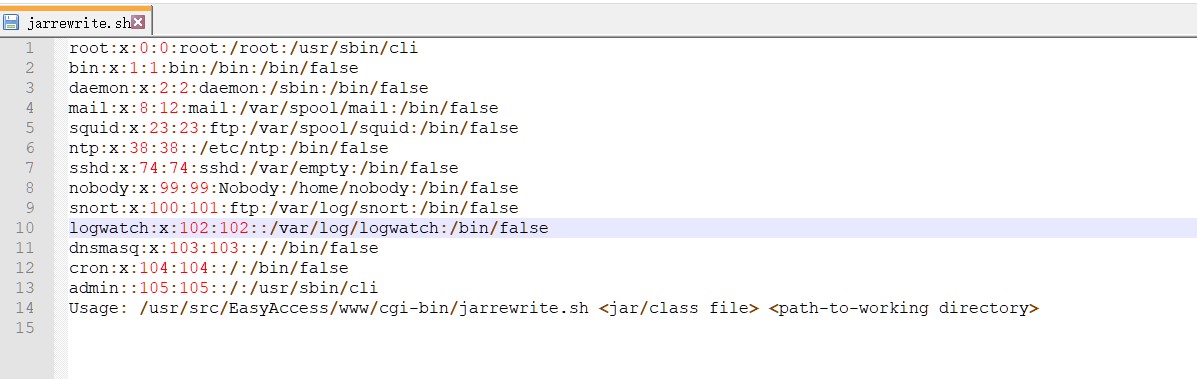 jarrewrite.sh
1 root:x:0:0:root:/root:/usr/sbin/cli
2 bin:x:1:1:bin:/bin:/bin/false
3 daemon:x:2:2:daemon:/sbin:/bin/false
4 mail:x:8:12:mail:/var/spool/mail:/bin/false
5 squid:x:23:23:ftp:/var/spool/squid:/bin/false
6 ntp:x:38:38::/etc/ntp:/bin/false
7 sshd:x:74:74:sshd:/var/empty:/bin/false
8 nobody:x:99:99:Nobody:/home/nobody:/bin/false
9 snort:x:100:101:ftp:/var/log/snort:/bin/false
10 logwatch:x:102:102::/var/log/logwatch:/bin/false
11 dnsmasq:x:103:103::/:/bin/false
12 cron:x:104:104::/:/bin/false
13 admin::105:105::/:/usr/sbin/cli
14 Usage: /usr/src/EasyAccess/www/cgi-bin/jarrewrite.sh <jar/class file> <path-to-working directory>
15